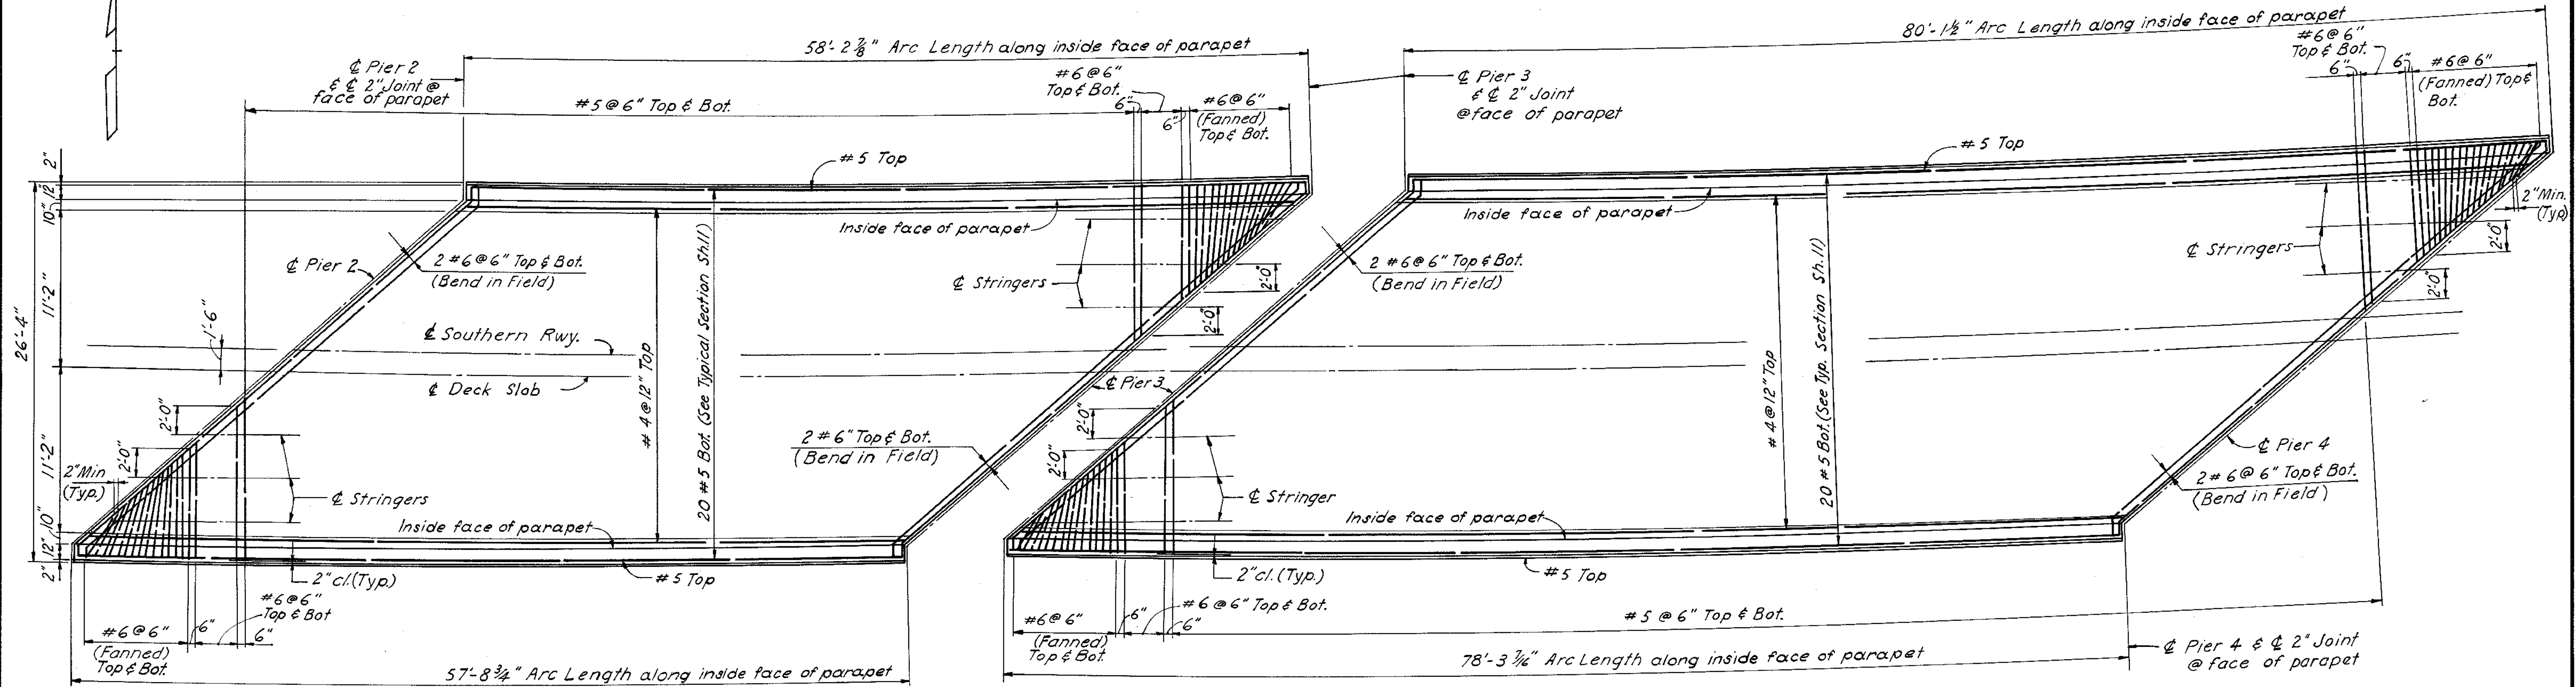 58'-2 7/8" Arc Length along inside face of parapet
80'-1 1/2" Arc Length along inside face of parapet
℄ Pier 2
& ℄ 2" Joint @
face of parapet
#5 @ 6" Top & Bot.
#6 @ 6"
Top & Bot.
6"
6"
#6 @ 6"
(Fanned)
Top & Bot.
℄ Pier 3
& ℄ 2" Joint
@ face of parapet
#6 @ 6"
Top & Bot.
6"
6"
#6 @ 6"
(Fanned) Top &
Bot.
2"
12"
10"
11'-2"
26'-4"
11'-2"
10"
12"
2"
#5 Top
#5 Top
Inside face of parapet
Inside face of parapet
2" Min.
(Typ)
℄ Pier 2
2 #6 @ 6" Top & Bot.
(Bend in Field)
℄ Stringers
2'-0"
2'-0"
2 #6 @ 6" Top & Bot.
(Bend in Field)
℄ Stringers
2'-0"
2'-0"
1'-6"
℄ Southern Rwy.
℄ Deck Slab
#4 @ 12" Top
20 #5 Bot. (See Typical Section Sh.11)
#4 @ 12" Top
20 #5 Bot. (See Typ. Section Sh.11)
℄ Pier 3
2'-0"
2'-0"
2" Min
(Typ.)
℄ Stringers
2 #6" Top & Bot.
(Bend in Field)
2'-0"
2'-0"
℄ Stringer
℄ Pier 4
2 #6 @ 6" Top & Bot.
(Bend in Field)
Inside face of parapet
Inside face of parapet
2" cl. (Typ.)
#5 Top
2" cl. (Typ.)
#5 Top
#6 @ 6"
Top & Bot
#6 @ 6"
(Fanned)
Top & Bot.
6"
6"
#6 @ 6"
(Fanned)
Top & Bot.
6"
#6 @ 6" Top & Bot.
6"
#5 @ 6" Top & Bot.
57'-8 3/4" Arc Length along inside face of parapet
78'-3 7/16" Arc Length along inside face of parapet
℄ Pier 4 & ℄ 2" Joint
@ face of parapet